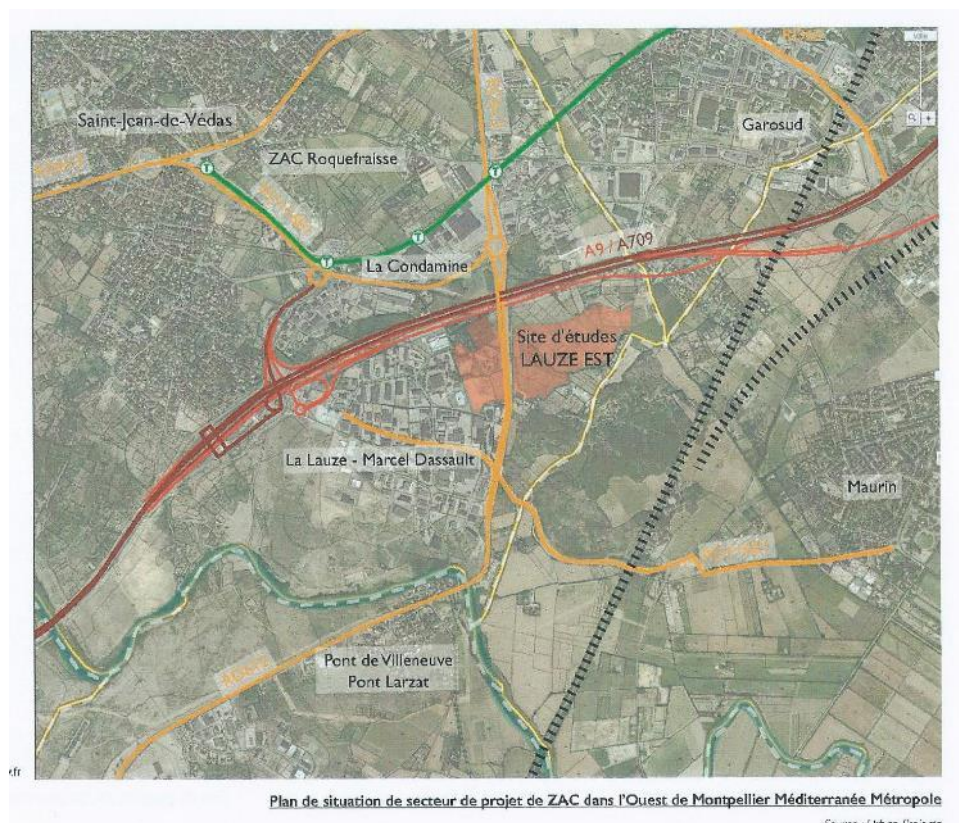 Saint-Jean-de-Védas
ZAC Roquefraisse
Garosud
T
T
T
T
La Condamine
A9 / A709
Site d'études
LAUZE EST
La Lauze - Marcel Dassault
Maurin
Pont de Villeneuve
Pont Larzat
.fr
Plan de situation de secteur de projet de ZAC dans l'Ouest de Montpellier Méditerranée Métropole